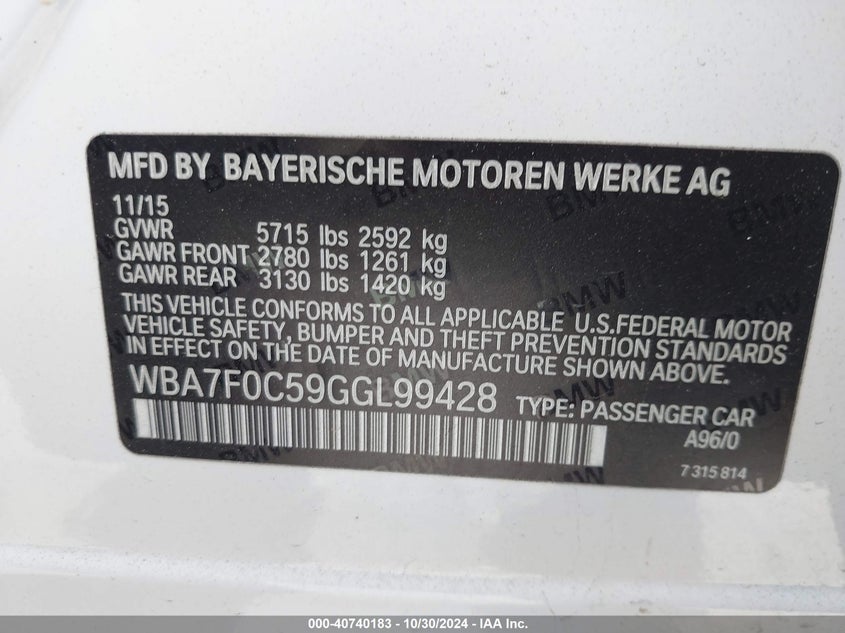 MFD BY BAYERISCHE MOTOREN WERKE AG
11/15
GVWR 5715 lbs 2592 kg
GAWR FRONT 2780 lbs 1261 kg
GAWR REAR 3130 lbs 1420 kg
THIS VEHICLE CONFORMS TO ALL APPLICABLE U.S.FEDERAL MOTOR
VEHICLE SAFETY, BUMPER AND THEFT PREVENTION STANDARDS
IN EFFECT ON THE DATE OF MANUFACTURE SHOWN ABOVE.
WBA7F0C59GGL99428 TYPE: PASSENGER CAR
A96/0
7 315 814
000-40740183 - 10/30/2024 - IAA Inc.